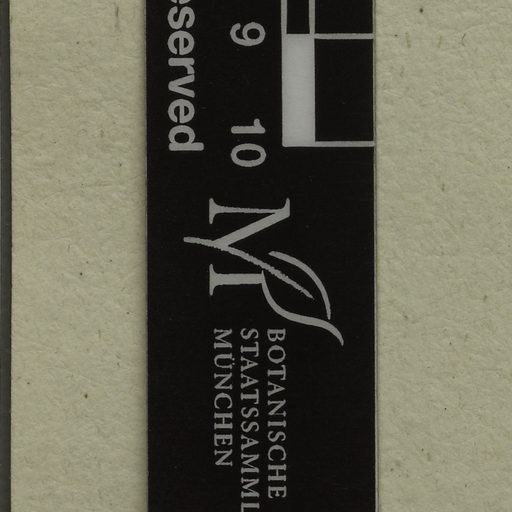 eserved
9 10
M
BOTANISCHE
STAATSSAMML
MÜNCHEN